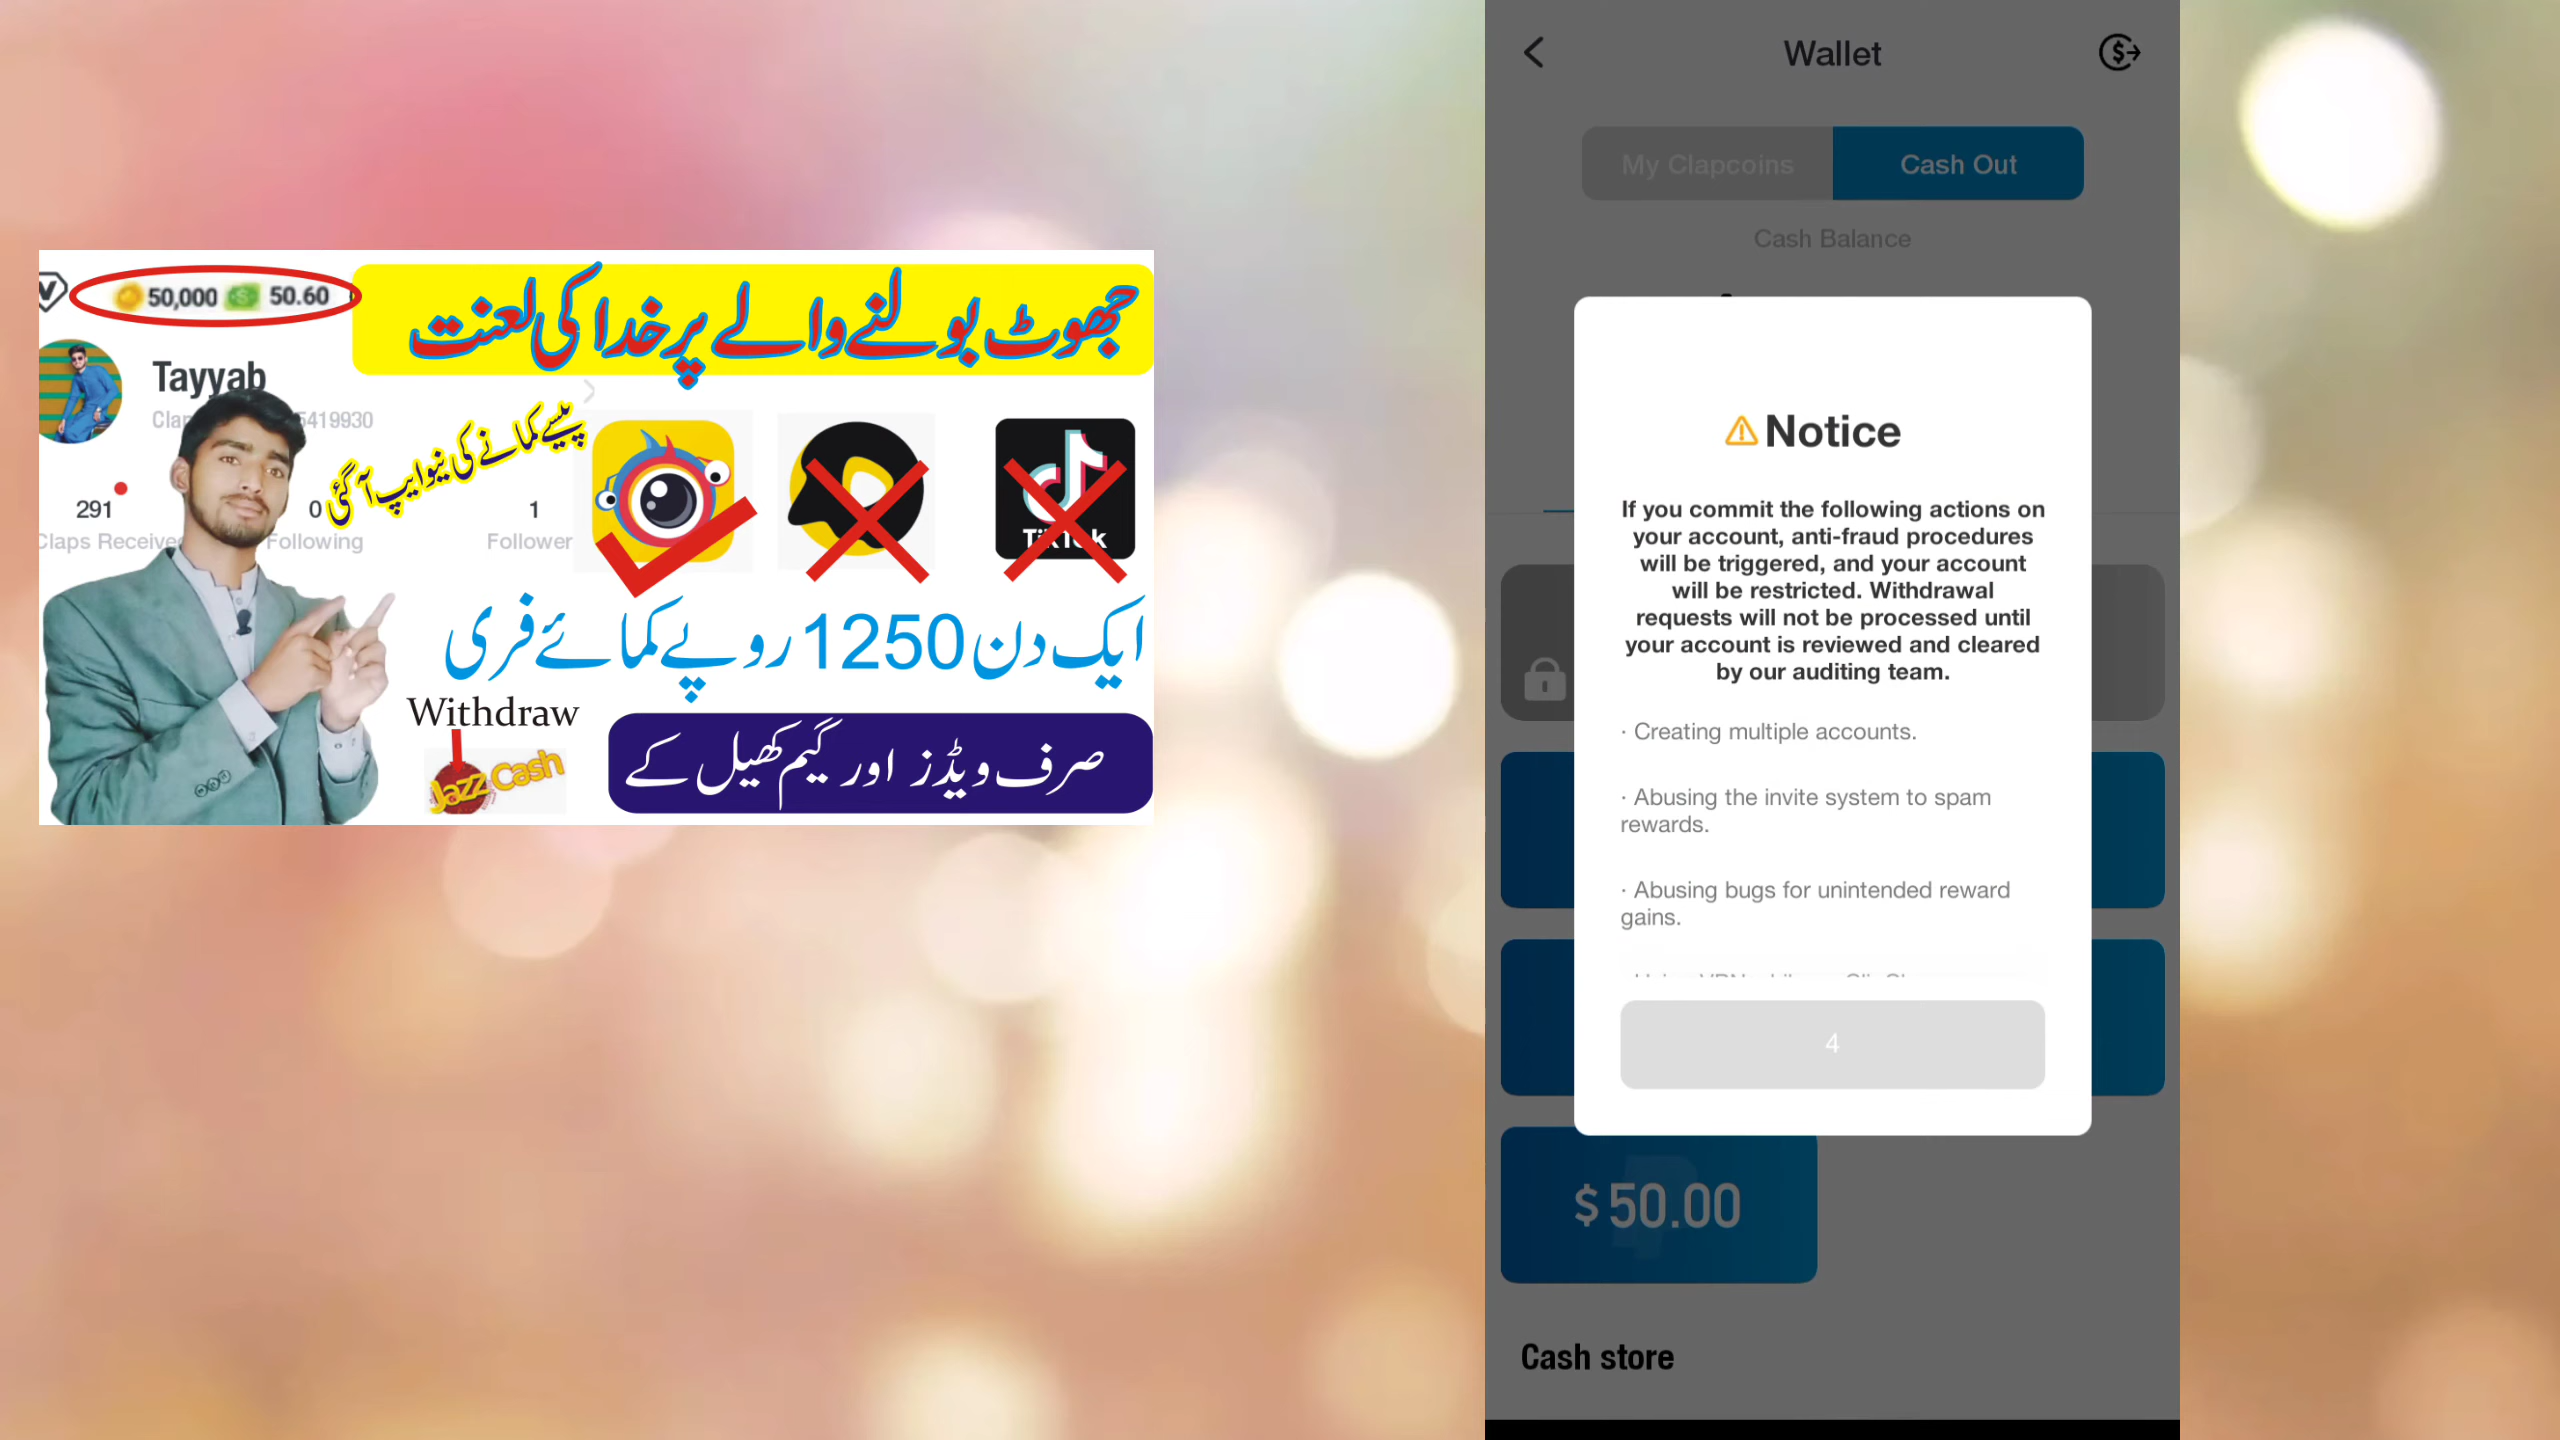 50,000 50.60
جھوٹ بولنے والے پر خدا کی لعنت
Tayyab
5419930
پیسے کمانے کی نیو ایپ آ گئی
291
0
1
Claps Receive
Following
Follower
TikTok
ایک دن 1250 روپے کمائے فری
Withdraw
JazzCash
صرف ویڈز اور گیم کھیل کے
Wallet
My Clapcoins
Cash Out
Cash Balance
Notice
If you commit the following actions on
your account, anti-fraud procedures
will be triggered, and your account
will be restricted. Withdrawal
requests will not be processed until
your account is reviewed and cleared
by our auditing team.
· Creating multiple accounts.
· Abusing the invite system to spam
rewards.
· Abusing bugs for unintended reward
gains.
4
$50.00
Cash store